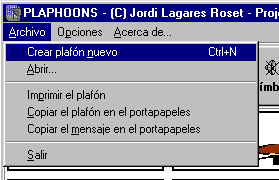 PLAPHOONS - (C) Jordi Lagares Roset - Proj
Archivo Opciones Acerca de...
Crear plafón nuevo Ctrl+N
Abrir...
Imprimir el plafón
Copiar el plafón en el portapapeles
Copiar el mensaje en el portapapeles
Salir
ímb